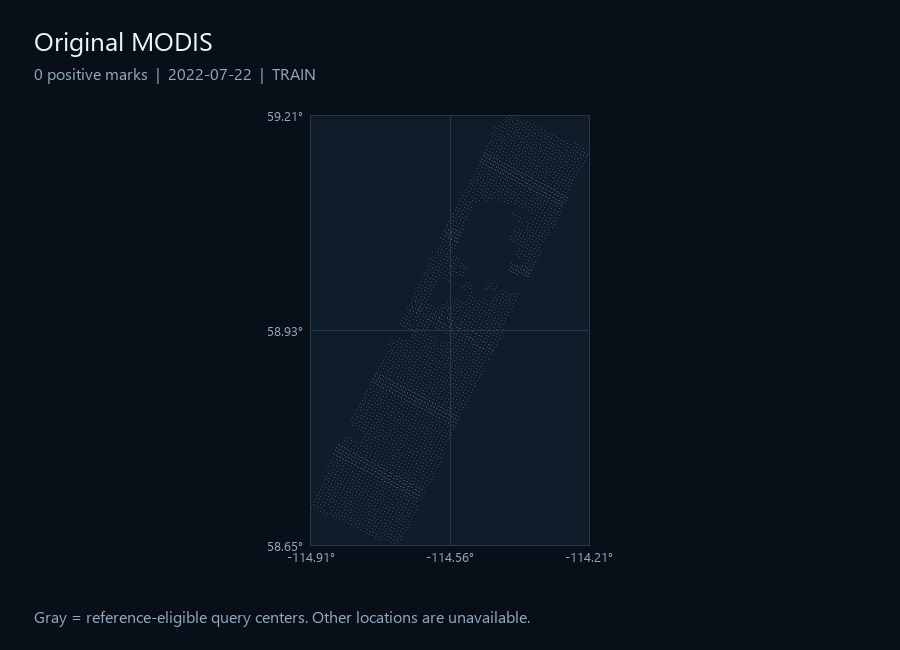 Original MODIS
0 positive marks | 2022-07-22 | TRAIN
59.21°
58.93°
58.65°
-114.91° -114.56° -114.21°
Gray = reference-eligible query centers. Other locations are unavailable.